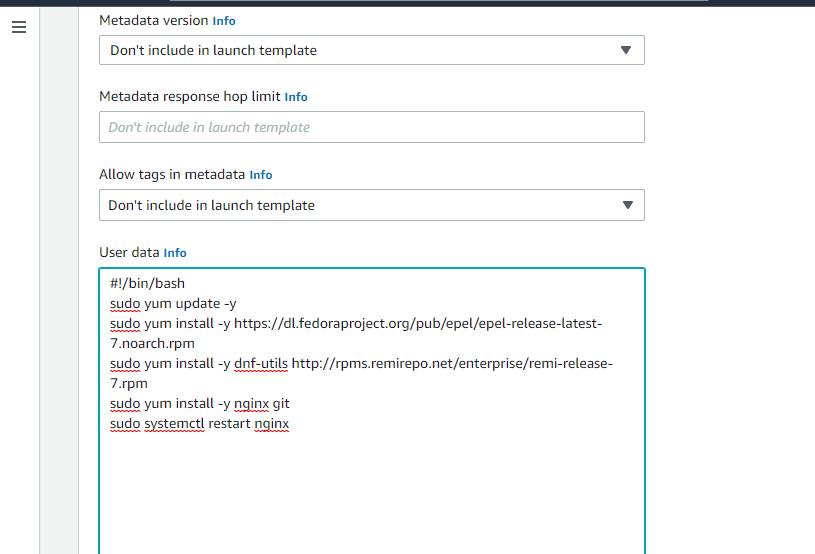 Metadata version Info
Don't include in launch template
Metadata response hop limit Info
Don't include in launch template
Allow tags in metadata Info
Don't include in launch template
User data Info
#!/bin/bash
sudo yum update -y
sudo yum install -y https://dl.fedoraproject.org/pub/epel/epel-release-latest-
7.noarch.rpm
sudo yum install -y dnf-utils http://rpms.remirepo.net/enterprise/remi-release-
7.rpm
sudo yum install -y nginx git
sudo systemctl restart nginx